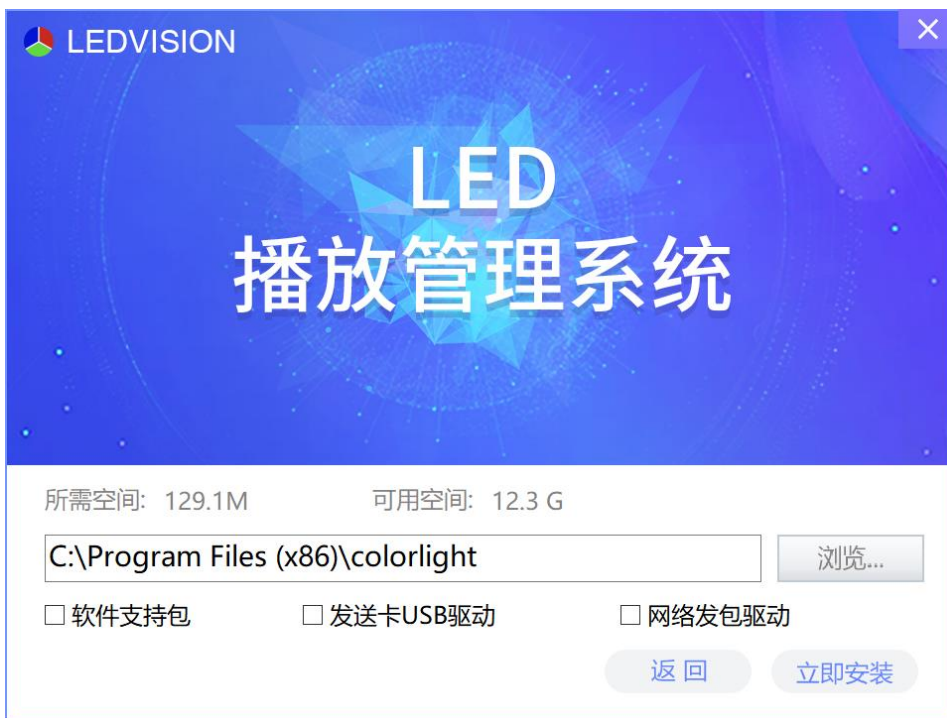 LEDVISION
LED
播放管理系统
所需空间: 129.1M 可用空间: 12.3 G
C:\Program Files (x86)\colorlight 浏览...
软件支持包 发送卡USB驱动 网络发包驱动
返回 立即安装